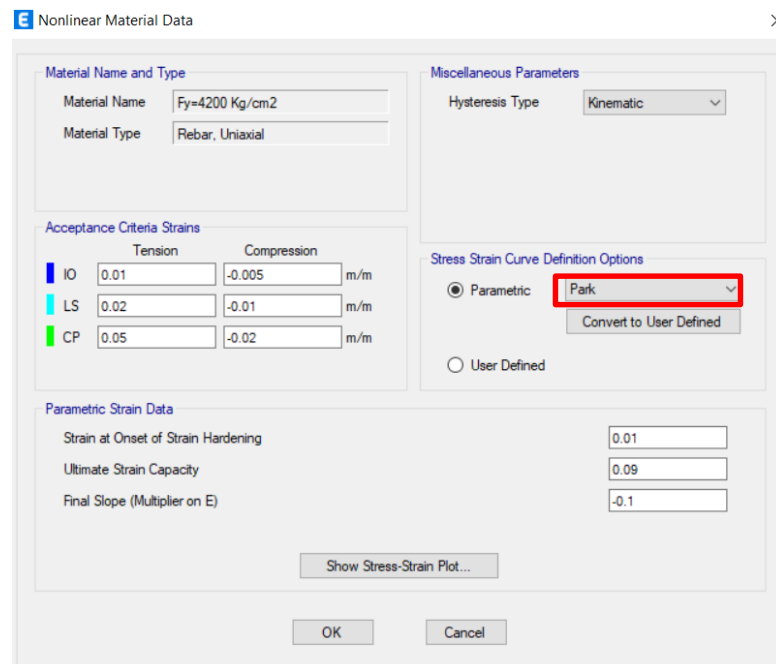 E Nonlinear Material Data
Material Name and Type
Material Name Fy=4200 Kg/cm2
Material Type Rebar, Uniaxial
Miscellaneous Parameters
Hysteresis Type Kinematic
Acceptance Criteria Strains
Tension Compression
IO 0.01 -0.005 m/m
LS 0.02 -0.01 m/m
CP 0.05 -0.02 m/m
Stress Strain Curve Definition Options
Parametric Park
Convert to User Defined
User Defined
Parametric Strain Data
Strain at Onset of Strain Hardening 0.01
Ultimate Strain Capacity 0.09
Final Slope (Multiplier on E) -0.1
Show Stress-Strain Plot...
OK Cancel